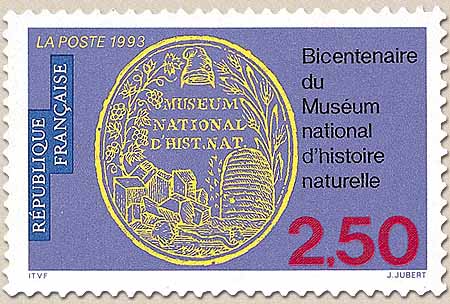 LA POSTE 1993
RÉPUBLIQUE
FRANÇAISE
MUSEUM
NATIONAL
D'HIST. NAT.
Bicentenaire
du
Muséum
national
d'histoire
naturelle
2,50
ITVF
J. JUBERT